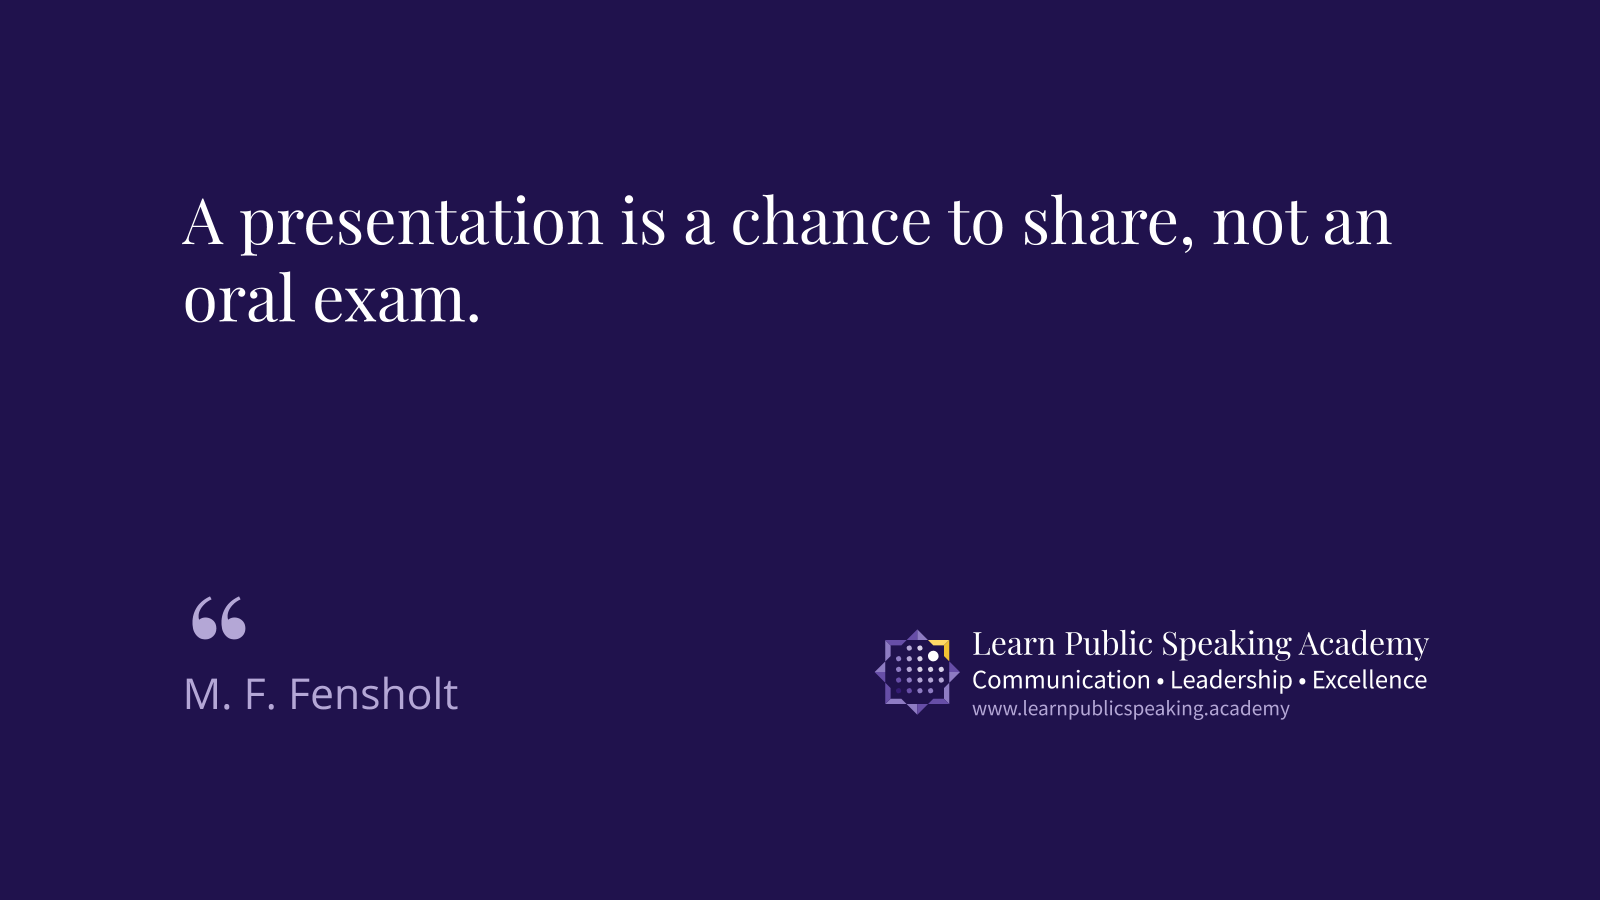 A presentation is a chance to share, not an
oral exam.
“
M. F. Fensholt
Learn Public Speaking Academy
Communication • Leadership • Excellence
www.learnpublicspeaking.academy